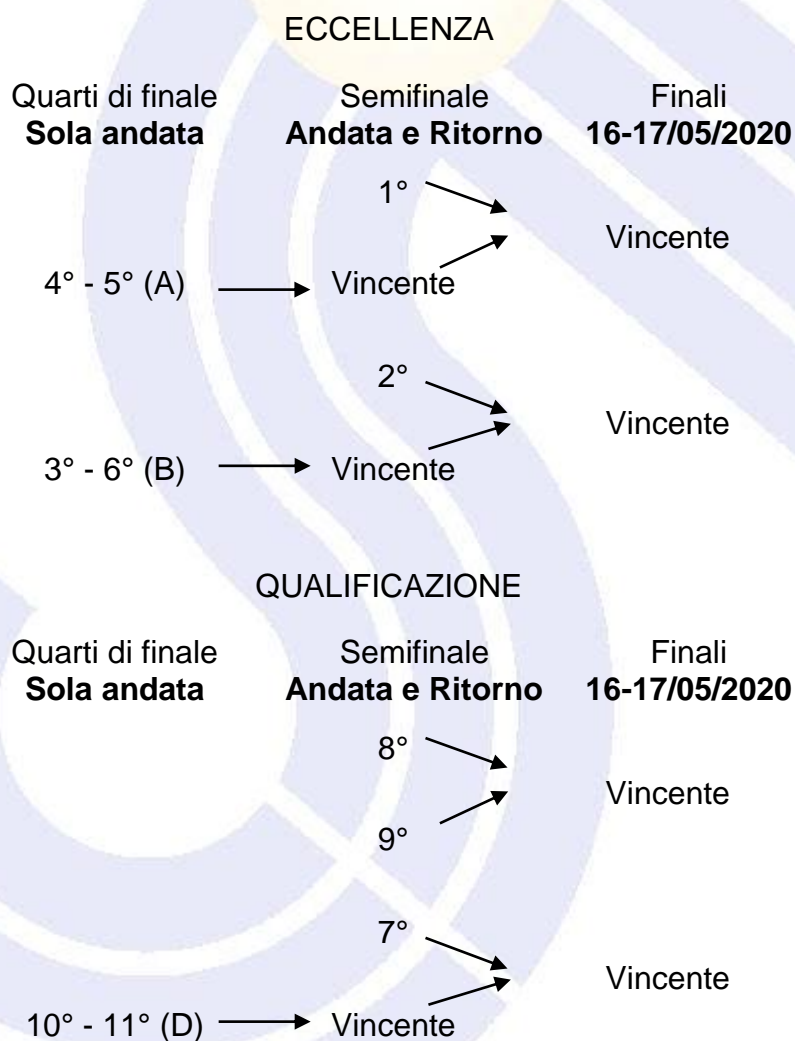 ECCELLENZA
Quarti di finale Semifinale Finali
Sola andata Andata e Ritorno 16-17/05/2020
1°
Vincente
4° - 5° (A) Vincente
2°
Vincente
3° - 6° (B) Vincente
QUALIFICAZIONE
Quarti di finale Semifinale Finali
Sola andata Andata e Ritorno 16-17/05/2020
8°
Vincente
9°
7°
Vincente
10° - 11° (D) Vincente